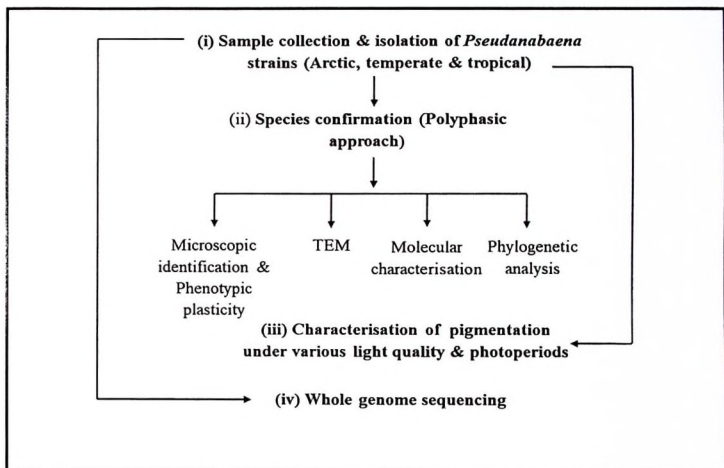 (i) Sample collection & isolation of Pseudanabaena
strains (Arctic, temperate & tropical)
(ii) Species confirmation (Polyphasic
approach)
Microscopic
identification &
Phenotypic
plasticity
TEM
Molecular
characterisation
Phylogenetic
analysis
(iii) Characterisation of pigmentation
under various light quality & photoperiods
(iv) Whole genome sequencing